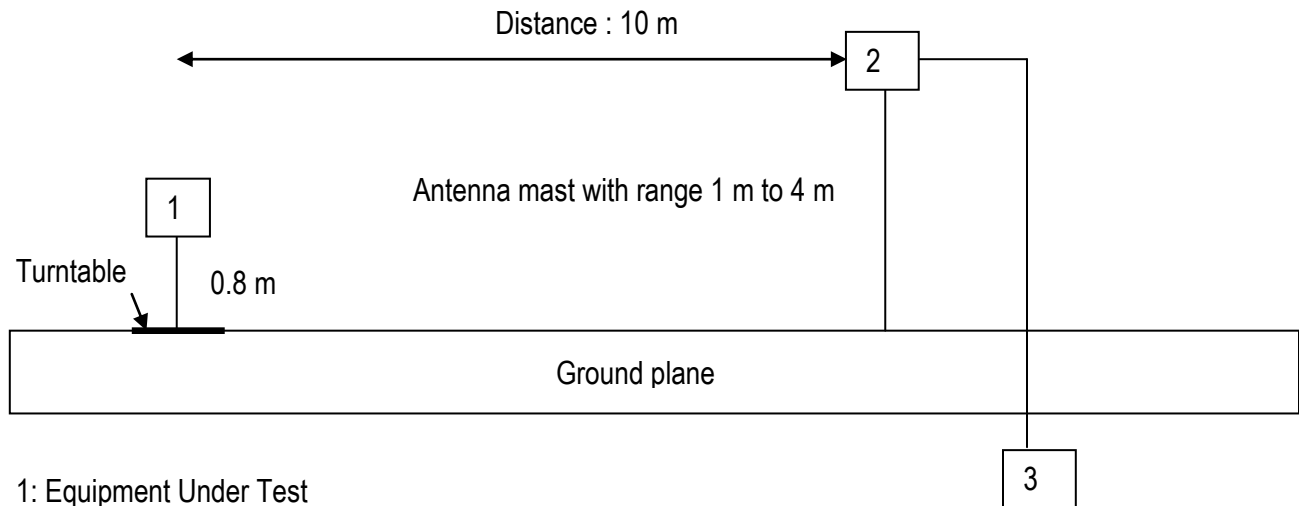 Distance : 10 m
2
Antenna mast with range 1 m to 4 m
1
Turntable
0.8 m
Ground plane
3
1: Equipment Under Test